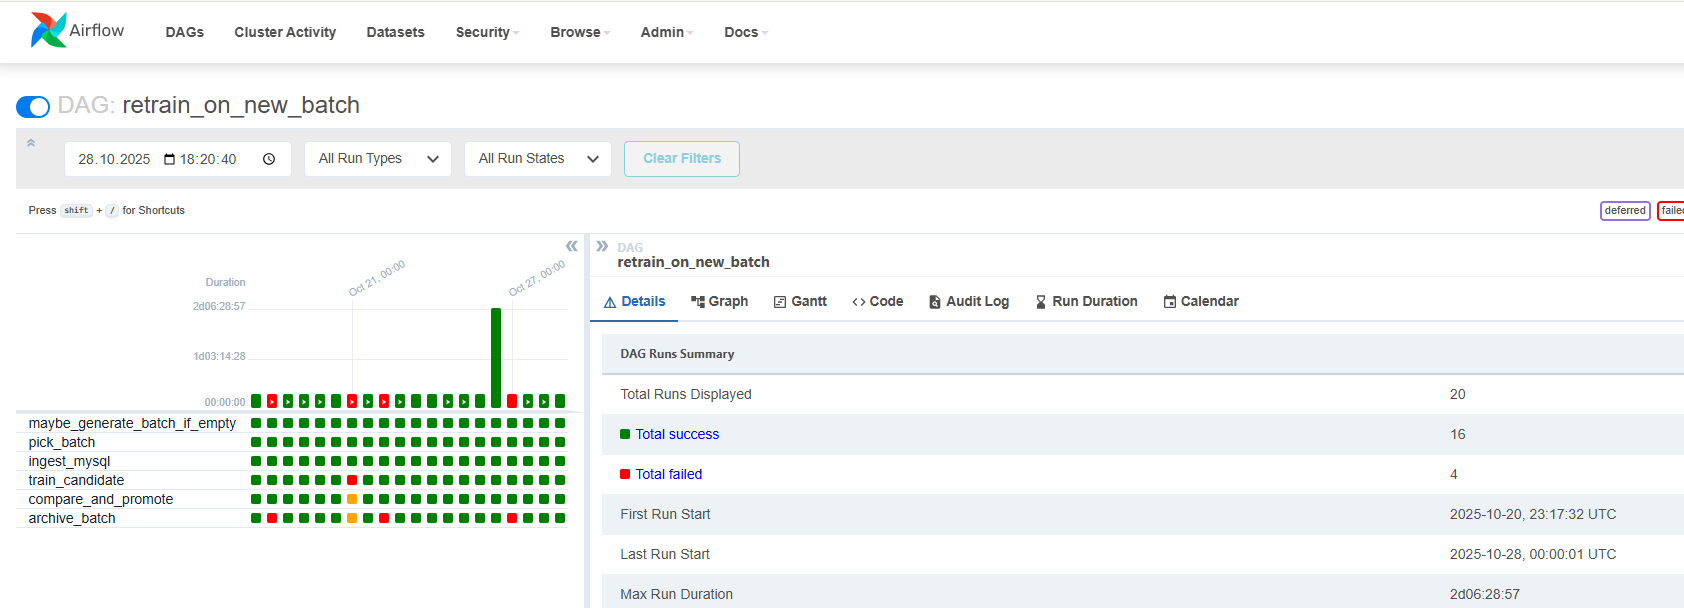 Airflow DAGs Cluster Activity Datasets Security Browse Admin Docs
DAG: retrain_on_new_batch
28.10.2025 18:20:40 All Run Types All Run States Clear Filters
Press shift + / for Shortcuts
deferred failed
DAG
retrain_on_new_batch
Details Graph Gantt Code Audit Log Run Duration Calendar
Oct 21, 00:00 Oct 27, 00:00
Duration
2d06:28:57
1d03:14:28
00:00:00
maybe_generate_batch_if_empty
pick_batch
ingest_mysql
train_candidate
compare_and_promote
archive_batch
DAG Runs Summary
Total Runs Displayed 20
Total success 16
Total failed 4
First Run Start 2025-10-20, 23:17:32 UTC
Last Run Start 2025-10-28, 00:00:01 UTC
Max Run Duration 2d06:28:57